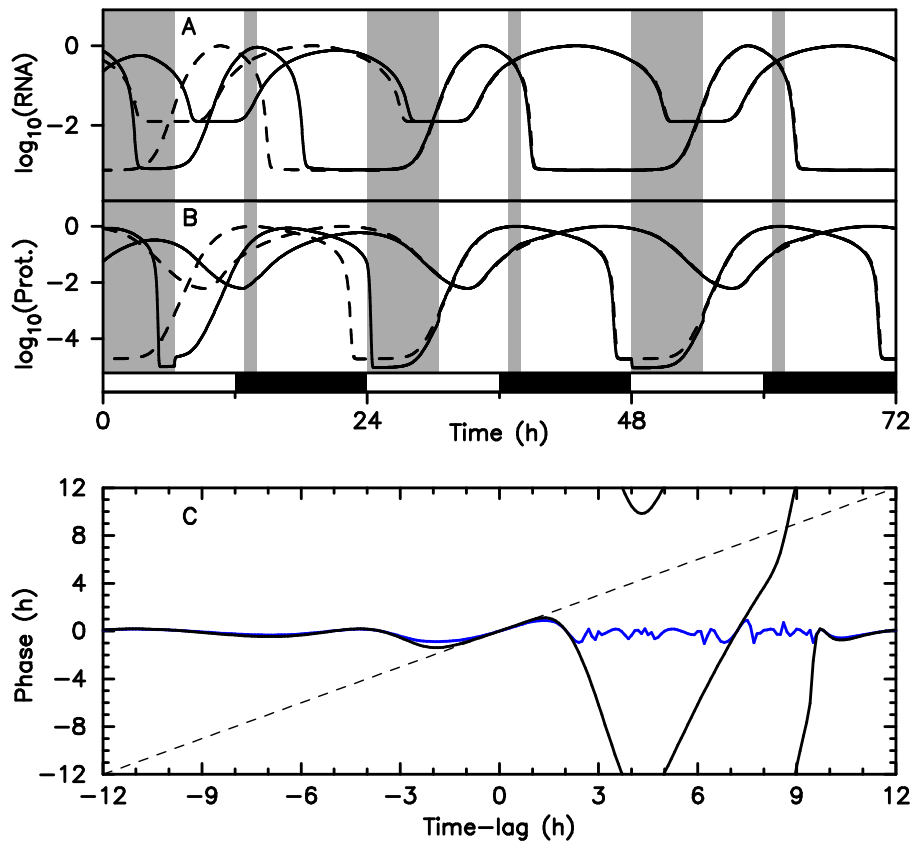 A
0
−2
log10(RNA)
B
0
−2
−4
log10(Prot.)
0 24 48 72
Time (h)
C
12
8
4
0
−4
−8
−12
Phase (h)
−12 −9 −6 −3 0 3 6 9 12
Time−lag (h)